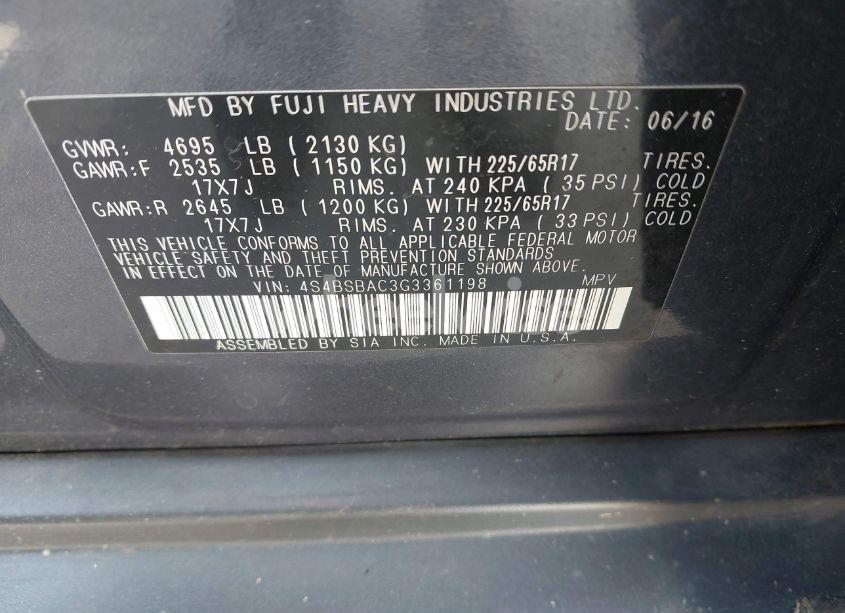 MFD BY FUJI HEAVY INDUSTRIES LTD.
DATE: 06/16
GVWR: 4695 LB ( 2130 KG)
GAWR:F 2535 LB ( 1150 KG) WITH 225/65R17 TIRES.
17X7J RIMS. AT 240 KPA ( 35 PSI) COLD
GAWR:R 2645 LB ( 1200 KG) WITH 225/65R17 TIRES.
17X7J RIMS. AT 230 KPA ( 33 PSI) COLD
THIS VEHICLE CONFORMS TO ALL APPLICABLE FEDERAL MOTOR
VEHICLE SAFETY AND THEFT PREVENTION STANDARDS
IN EFFECT ON THE DATE OF MANUFACTURE SHOWN ABOVE.
VIN: 4S4BSBAC3G3361198 MPV
ASSEMBLED BY SIA INC. MADE IN U.S.A.